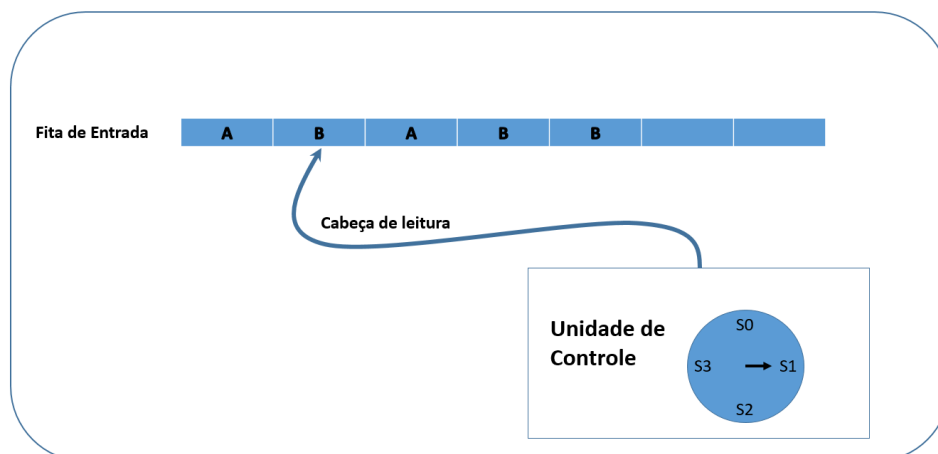 Fita de Entrada A B A B B
Cabeça de leitura
Unidade de
Controle
S0
S3 S1
S2